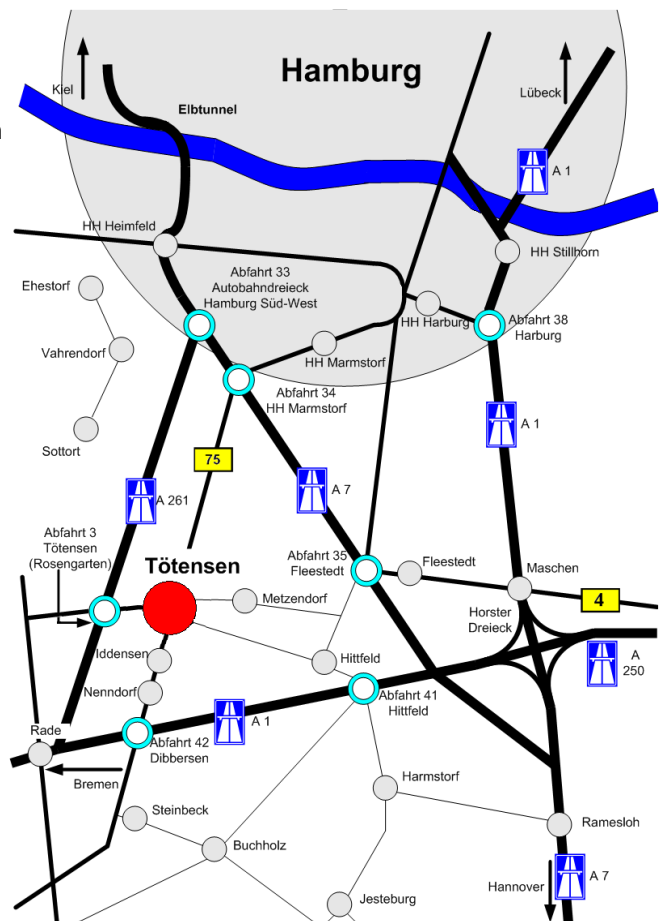 Hamburg
Kiel
Elbtunnel
Lübeck
A 1
HH Heimfeld
HH Stillhorn
Abfahrt 33
Autobahndreieck
Hamburg Süd-West
Ehestorf
HH Harburg
Abfahrt 38
Harburg
Vahrendorf
HH Marmstorf
Abfahrt 34
HH Marmstorf
Sottort
A 1
75
A 7
A 261
Abfahrt 3
Tötensen
(Rosengarten)
Tötensen
Abfahrt 35
Fleestedt
Fleestedt
Maschen
Metzendorf
4
Horster
Dreieck
Iddensen
Hittfeld
A
250
Nenndorf
Abfahrt 41
Hittfeld
A 1
Rade
Abfahrt 42
Dibbersen
Bremen
Harmstorf
Steinbeck
Ramesloh
Buchholz
Jesteburg
Hannover
A 7